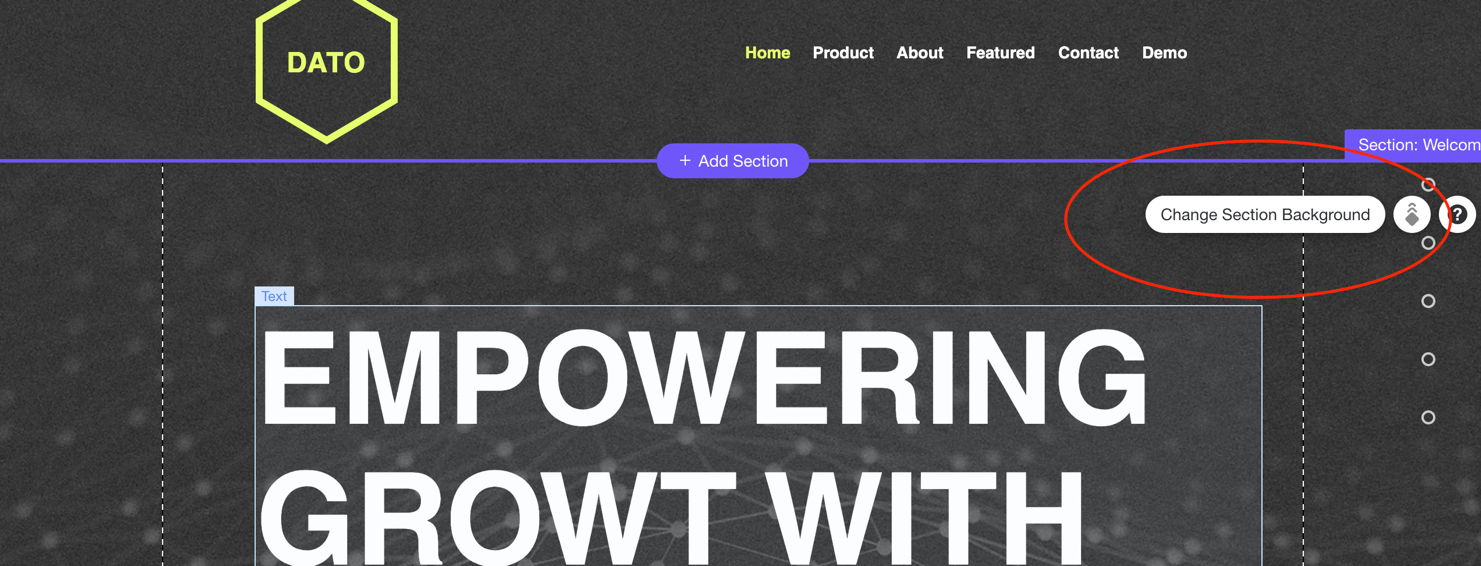 DATO
Home Product About Featured Contact Demo
+ Add Section
Section: Welcom
Change Section Background
?
Text
EMPOWERING
GROWT WITH